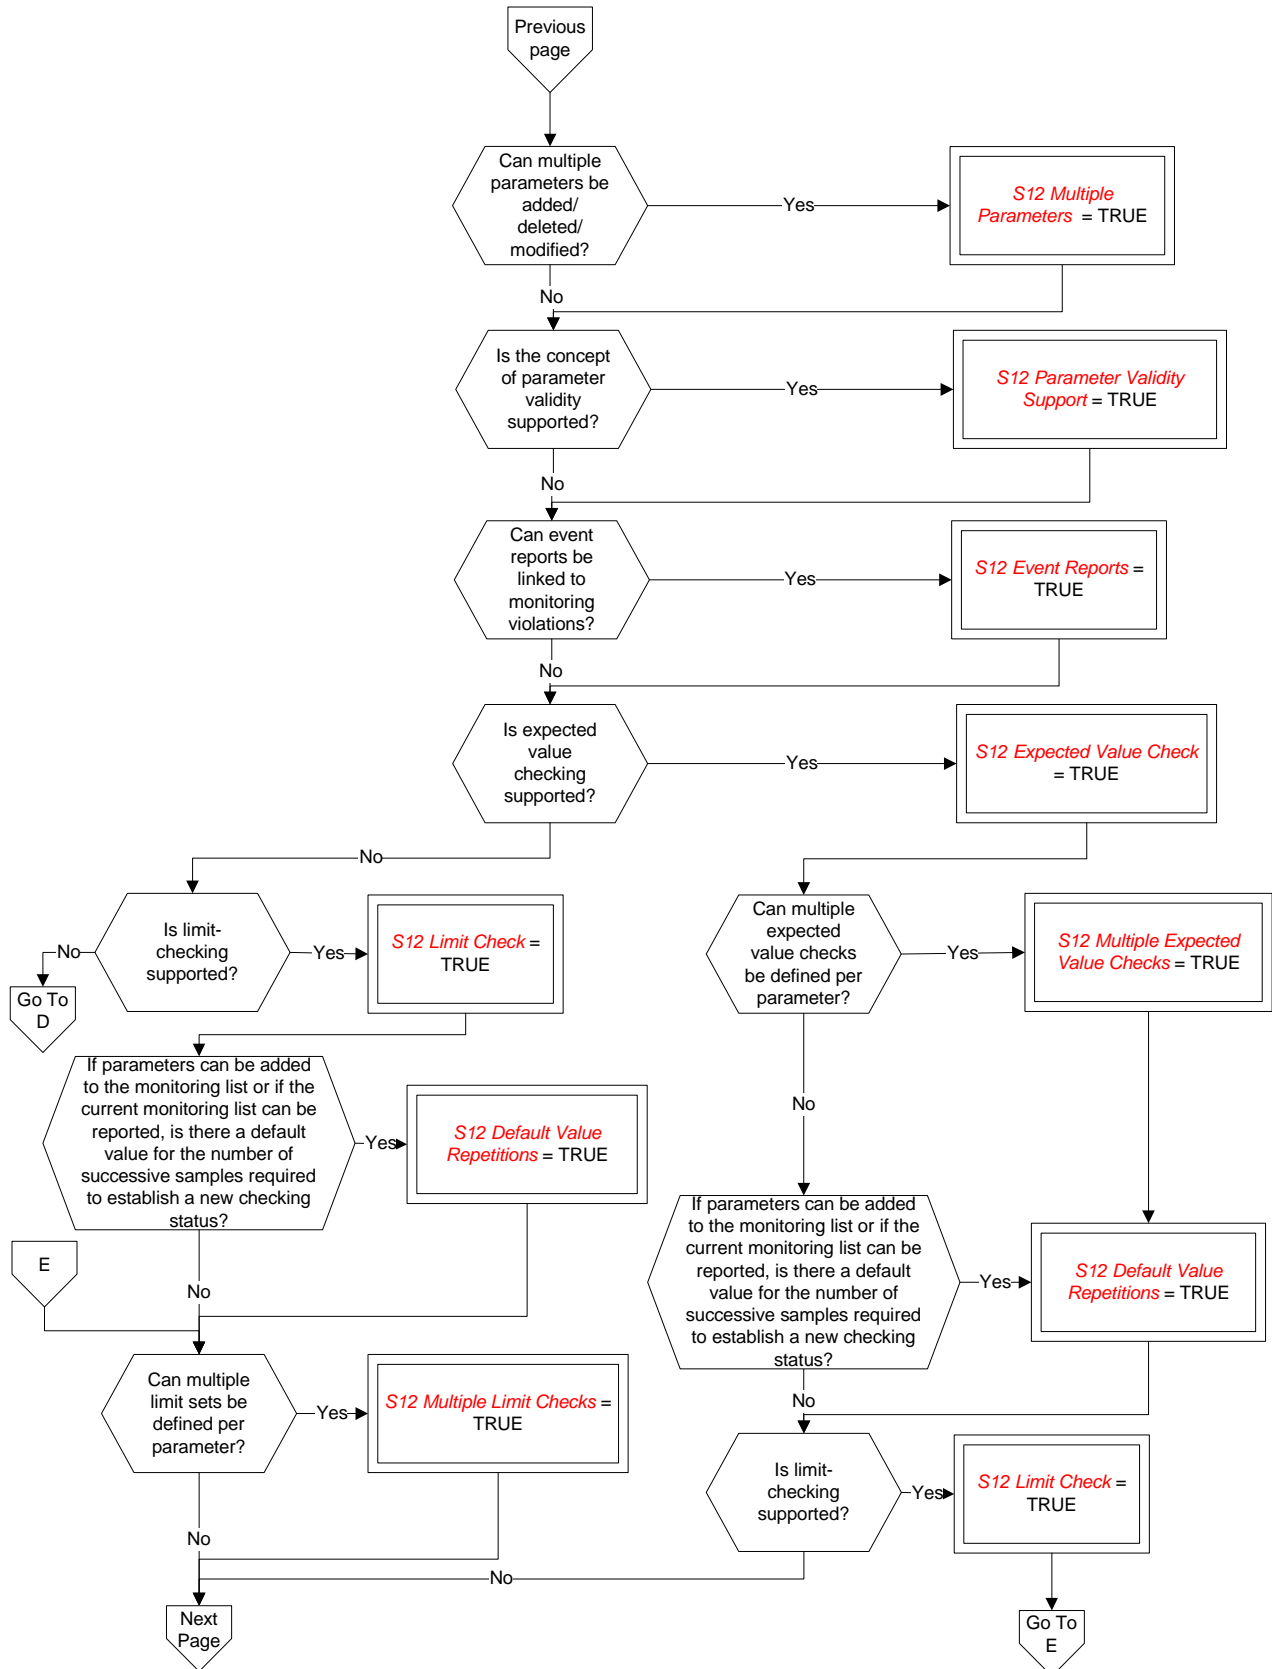 Previous
page
Can multiple
parameters be
added/
deleted/
modified?
Yes
S12 Multiple
Parameters = TRUE
No
Is the concept
of parameter
validity
supported?
Yes
S12 Parameter Validity
Support = TRUE
No
Can event
reports be
linked to
monitoring
violations?
Yes
S12 Event Reports =
TRUE
No
Is expected
value
checking
supported?
Yes
S12 Expected Value Check
= TRUE
No
Is limit-
checking
supported?
No
Go To
D
Yes
S12 Limit Check =
TRUE
Can multiple
expected
value checks
be defined per
parameter?
Yes
S12 Multiple Expected
Value Checks = TRUE
If parameters can be added
to the monitoring list or if the
current monitoring list can be
reported, is there a default
value for the number of
successive samples required
to establish a new checking
status?
Yes
S12 Default Value
Repetitions = TRUE
No
No
If parameters can be added
to the monitoring list or if the
current monitoring list can be
reported, is there a default
value for the number of
successive samples required
to establish a new checking
status?
Yes
S12 Default Value
Repetitions = TRUE
E
No
Can multiple
limit sets be
defined per
parameter?
Yes
S12 Multiple Limit Checks =
TRUE
No
Is limit-
checking
supported?
Yes
S12 Limit Check =
TRUE
No
Next
Page
Go To
E